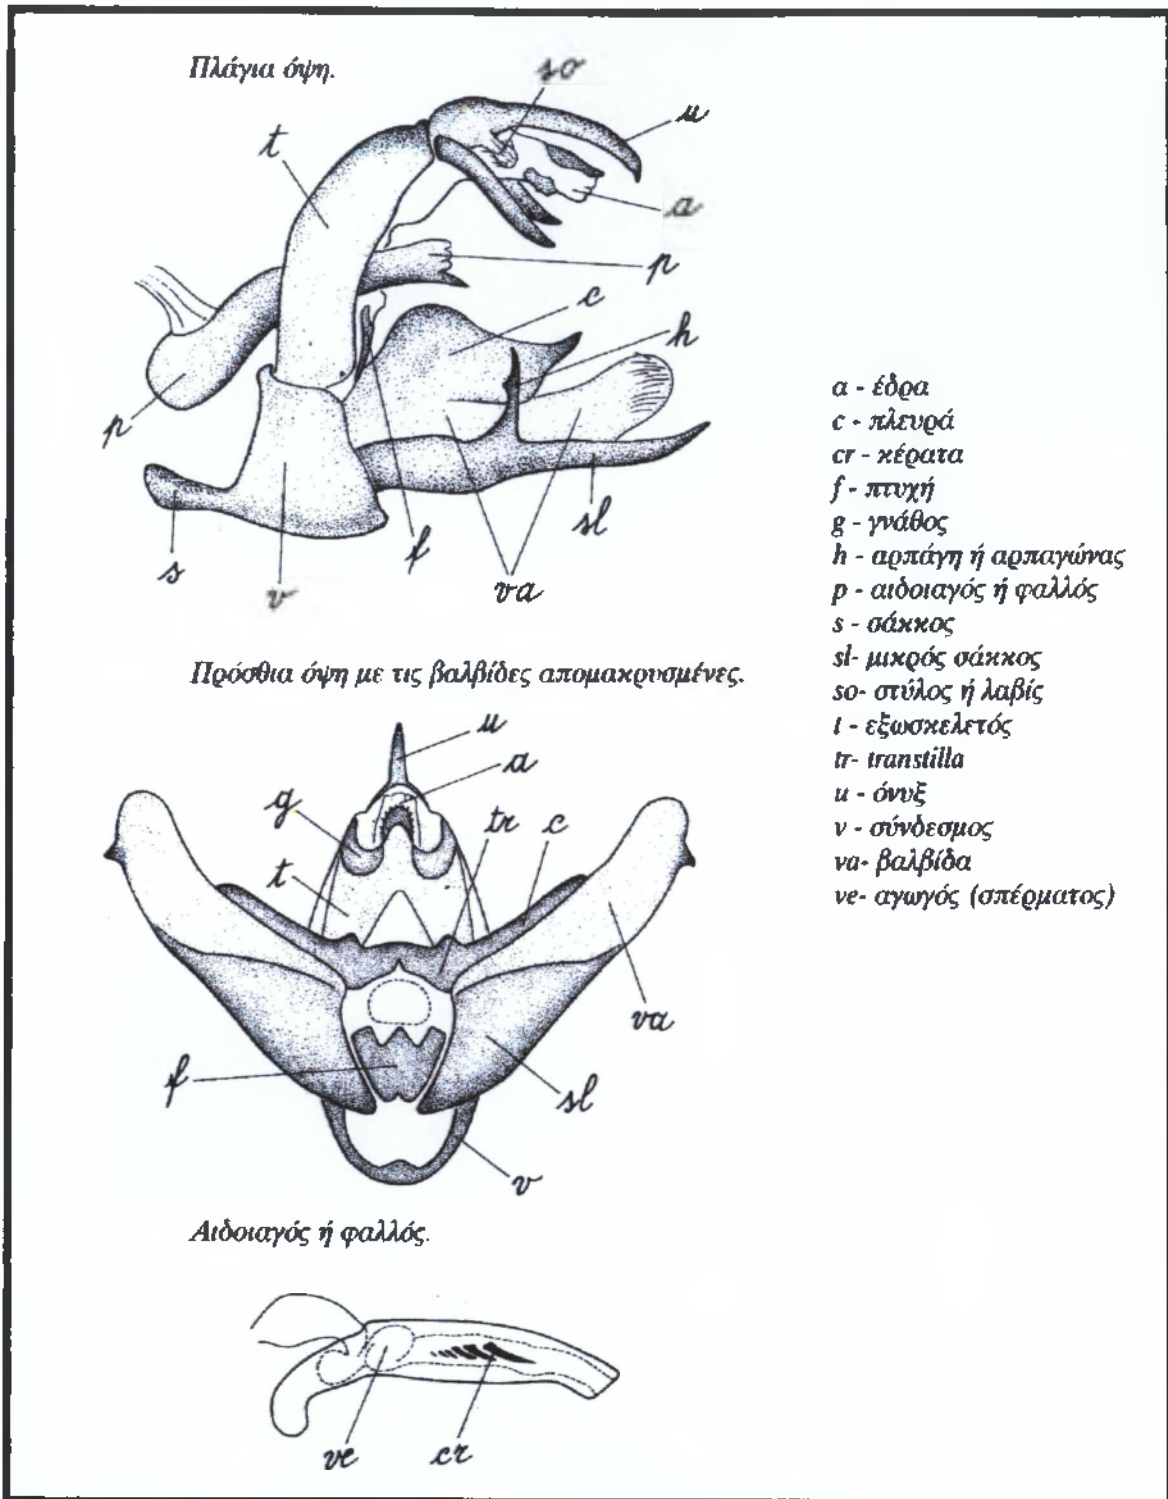 Πλάγια όψη.
so
u
t
a
p
c
h
p
s
v
f
va
sl
a - έδρα
c - πλευρά
cr - κέρατα
f - πτυχή
g - γνάθος
h - αρπάγη ή αρπαγώνας
p - αιδοιαγός ή φαλλός
s - σάκκος
sl- μικρός σάκκος
so- στύλος ή λαβίς
t - εξωσκελετός
tr- transtilla
u - όνυξ
v - σύνδεσμος
va- βαλβίδα
ve- αγωγός (σπέρματος)
Πρόσθια όψη με τις βαλβίδες απομακρυσμένες.
u
a
g
tr
c
t
va
f
sl
v
Αιδοιαγός ή φαλλός.
ve
cr